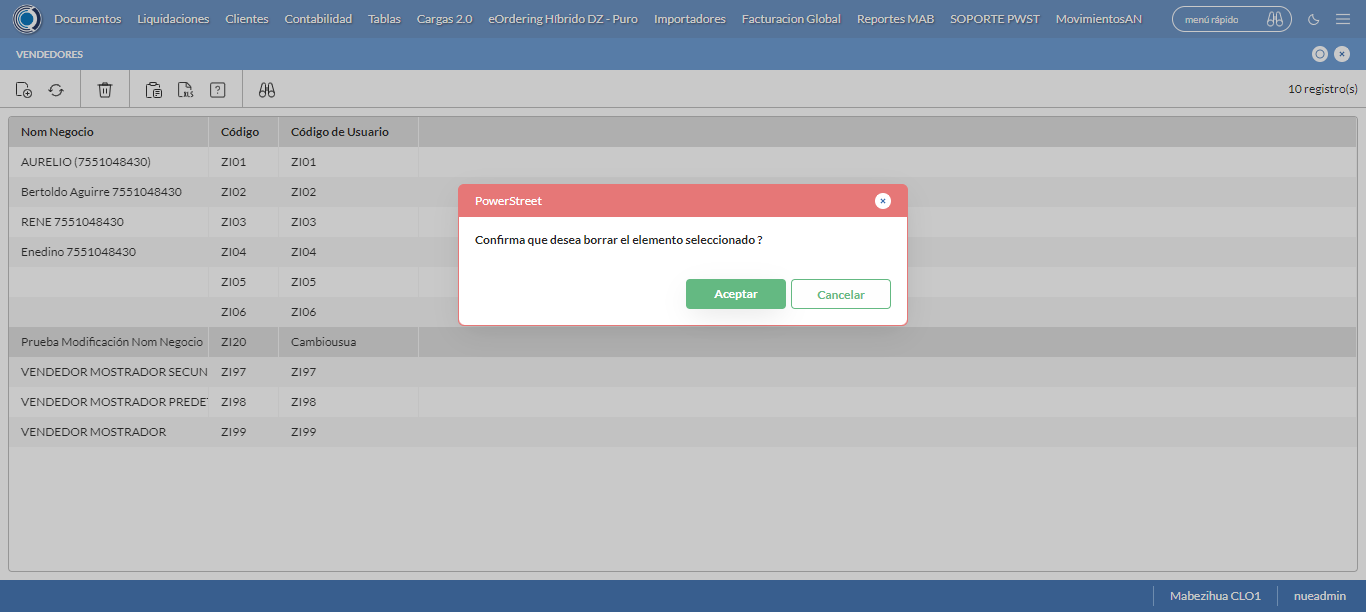 Documentos Liquidaciones Clientes Contabilidad Tablas Cargas 2.0 eOrdering Híbrido DZ - Puro Importadores Facturacion Global Reportes MAB SOPORTE PWST MovimientosAN menú rápido
VENDEDORES
XLS ? 10 registro(s)
Nom Negocio Código Código de Usuario
AURELIO (7551048430) ZI01 ZI01
Bertoldo Aguirre 7551048430 ZI02 ZI02
RENE 7551048430 ZI03 ZI03
Enedino 7551048430 ZI04 ZI04
ZI05 ZI05
ZI06 ZI06
Prueba Modificación Nom Negocio ZI20 Cambiousua
VENDEDOR MOSTRADOR SECUN ZI97 ZI97
VENDEDOR MOSTRADOR PREDET ZI98 ZI98
VENDEDOR MOSTRADOR ZI99 ZI99
PowerStreet
Confirma que desea borrar el elemento seleccionado ?
Aceptar Cancelar
Mabezihua CLO1 nueadmin